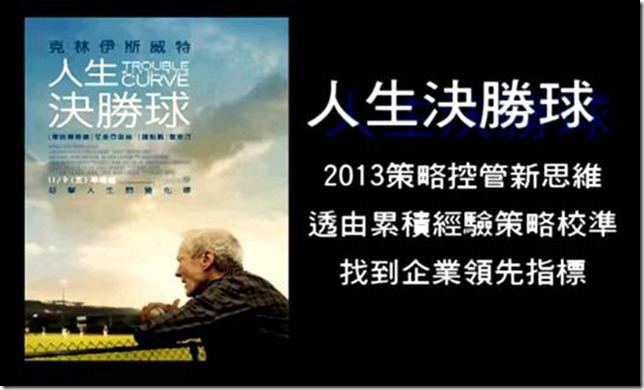 克林伊斯威特
人生
TROUBLE
CURVE
決勝球
人生決勝球
2013策略控管新思維
透由累積經驗策略校準
找到企業領先指標